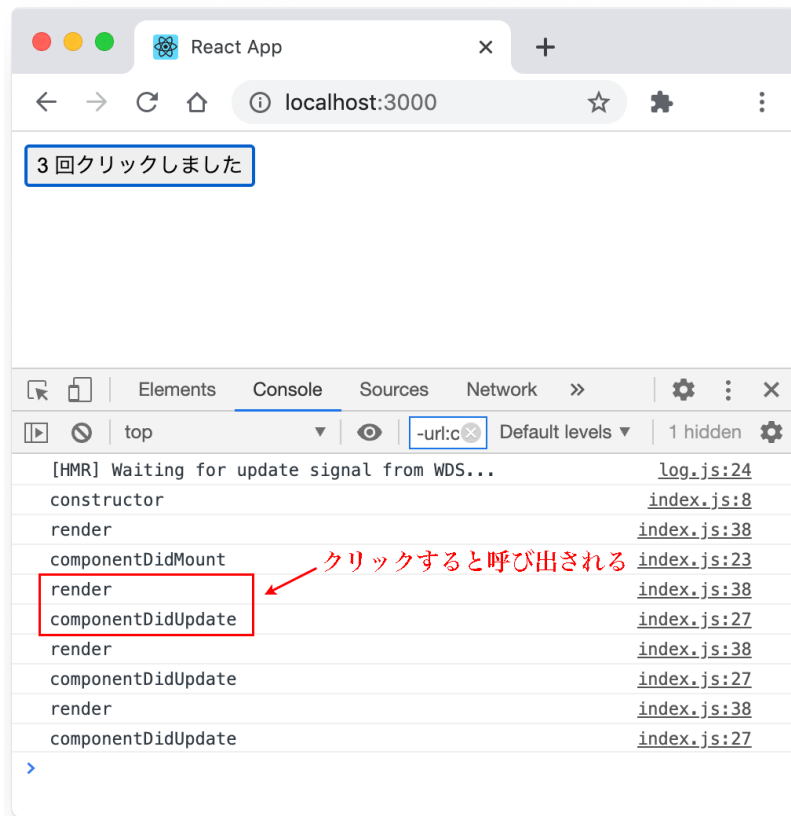 React App
localhost:3000
3 回クリックしました
Elements Console Sources Network
top -url:c Default levels ▼ 1 hidden
[HMR] Waiting for update signal from WDS... log.js:24
constructor index.js:8
render index.js:38
componentDidMount クリックすると呼び出される index.js:23
render index.js:38
componentDidUpdate index.js:27
render index.js:38
componentDidUpdate index.js:27
render index.js:38
componentDidUpdate index.js:27